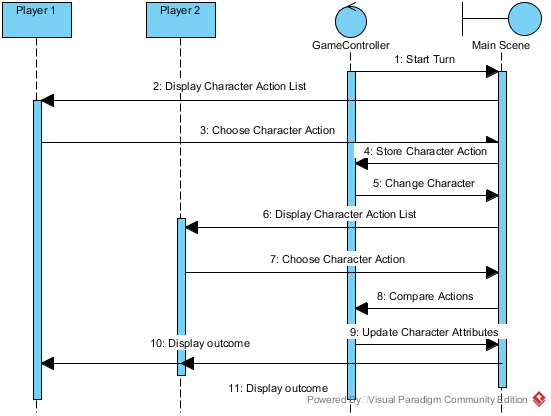 Player 1
Player 2
GameController
Main Scene
1: Start Turn
2: Display Character Action List
3: Choose Character Action
4: Store Character Action
5: Change Character
6: Display Character Action List
7: Choose Character Action
8: Compare Actions
9: Update Character Attributes
10: Display outcome
11: Display outcome
Powered By Visual Paradigm Community Edition